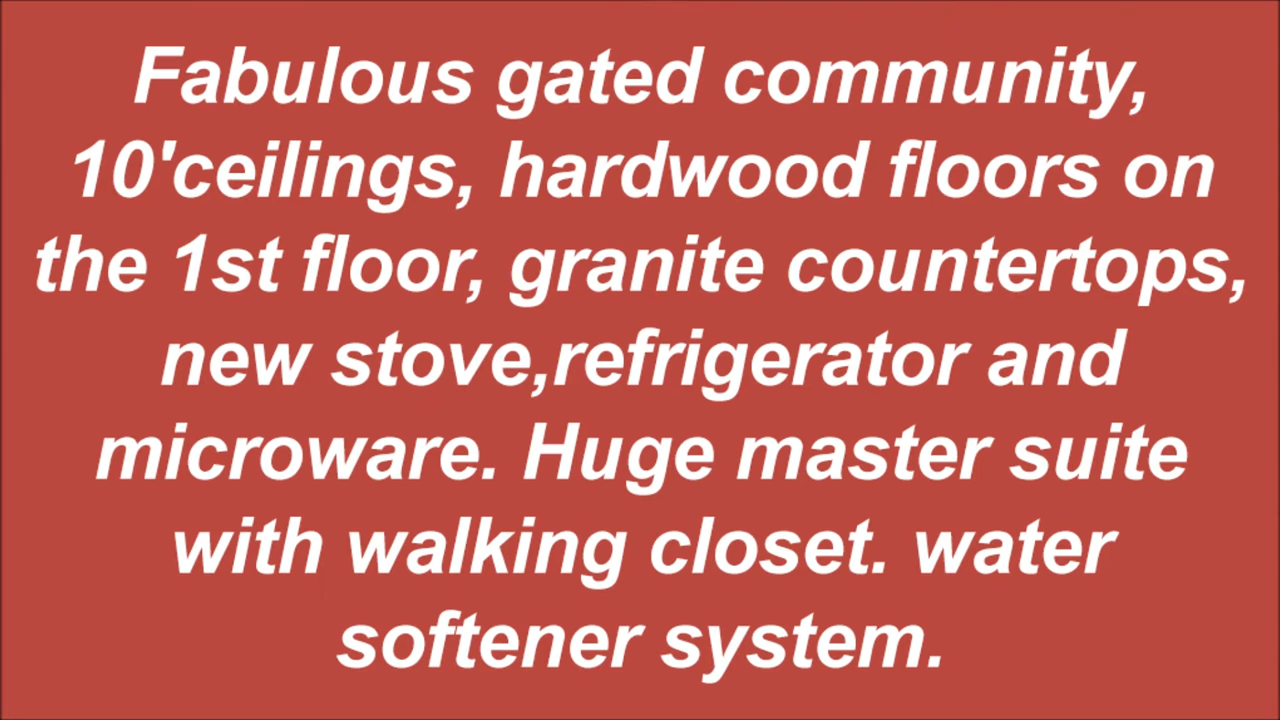 Fabulous gated community,
10'ceilings, hardwood floors on
the 1st floor, granite countertops,
new stove,refrigerator and
microware. Huge master suite
with walking closet. water
softener system.